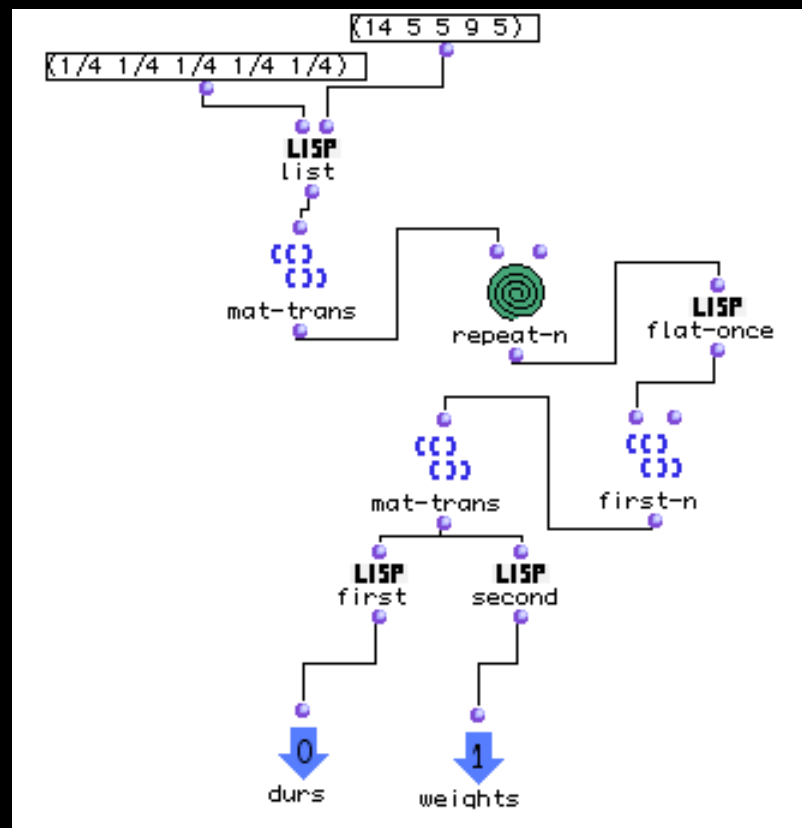 (14 5 5 9 5)
(1/4 1/4 1/4 1/4 1/4)
LISP
list
(()
())
mat-trans
repeat-n
LISP
flat-once
(()
())
mat-trans
(()
())
first-n
LISP
first
LISP
second
0
durs
1
weights